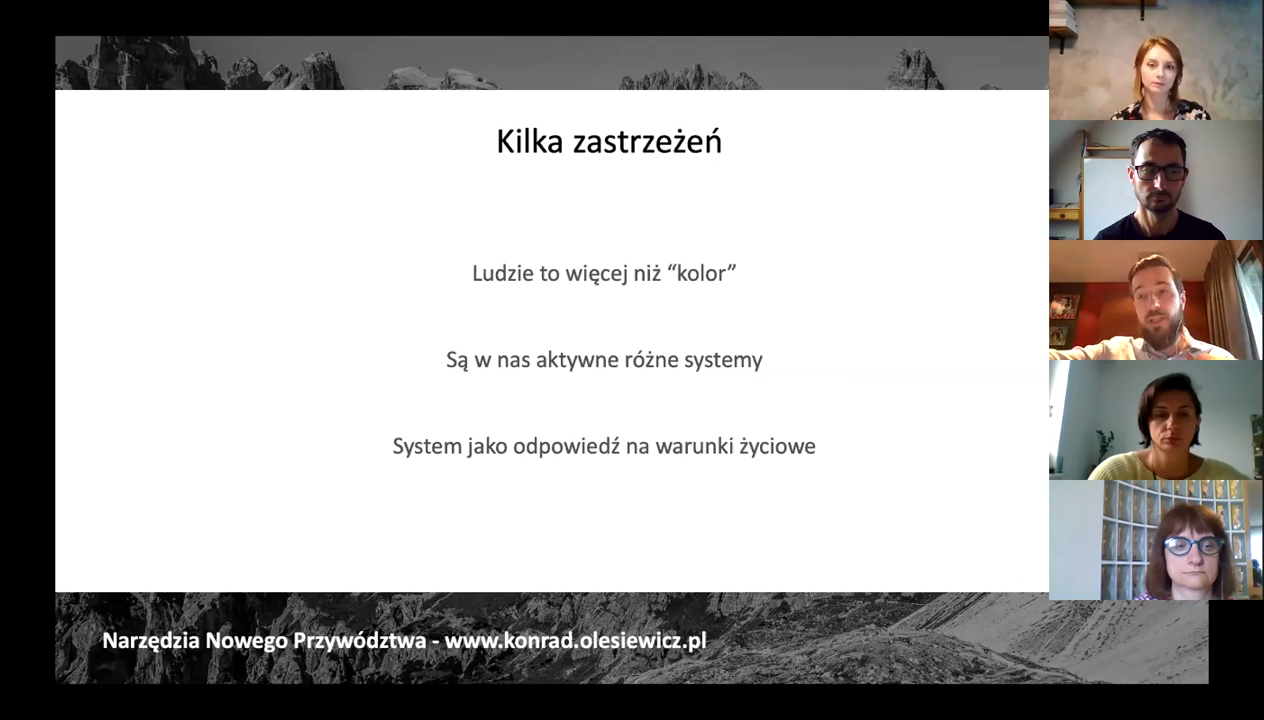 Kilka zastrzeżeń
Ludzie to więcej niż “kolor”
Są w nas aktywne różne systemy
System jako odpowiedź na warunki życiowe
Narzędzia Nowego Przywództwa - www.konrad.olesiewicz.pl